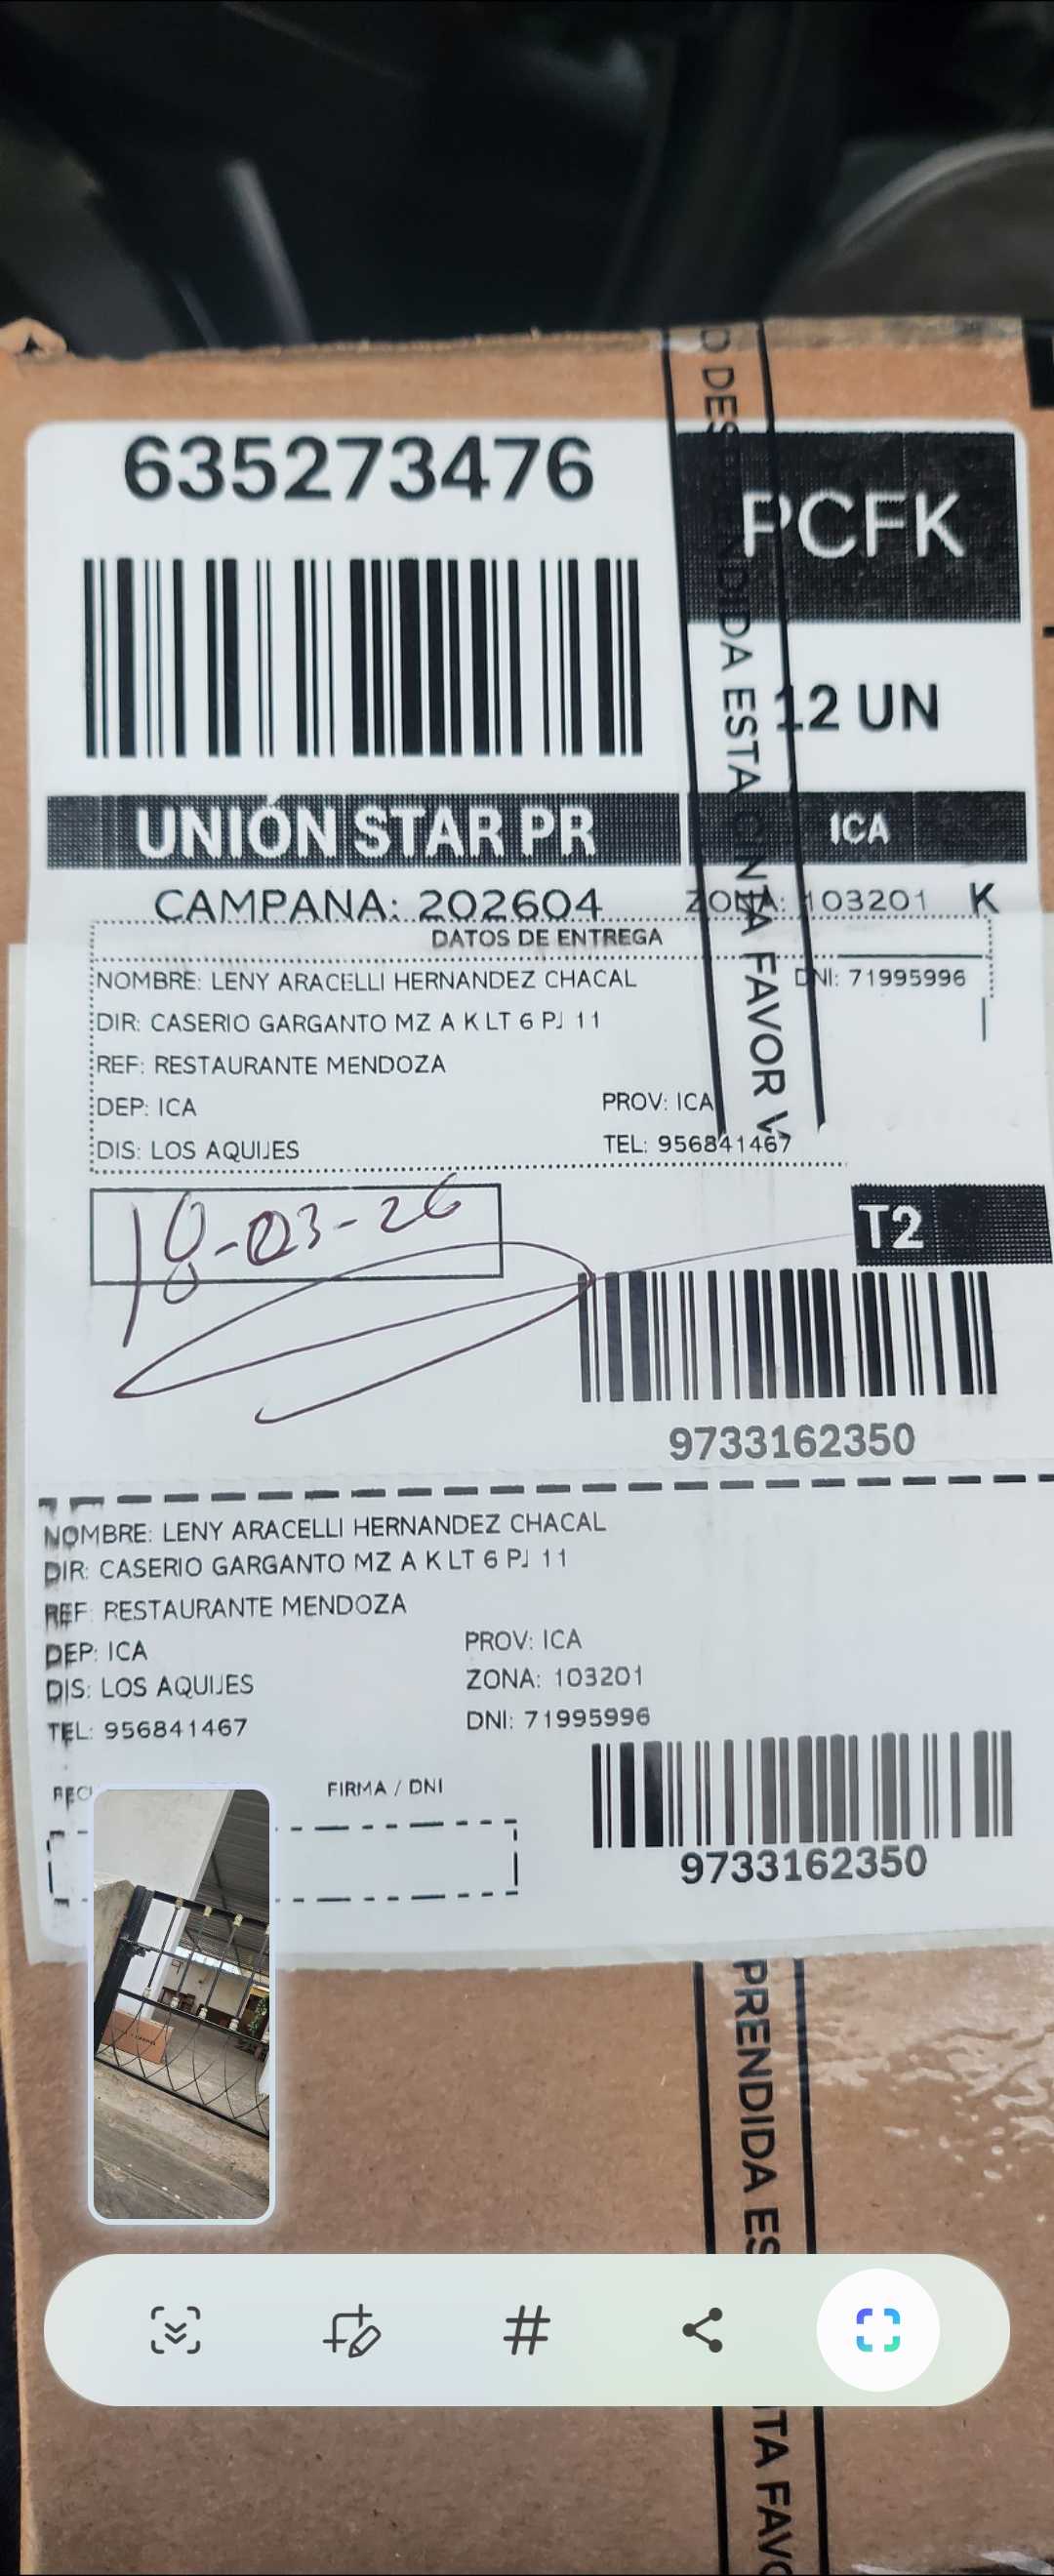 635273476
PCFK
12 UN
UNIÓN STAR PR
ICA
CAMPANA: 202604
ZONA: 103201 K
DATOS DE ENTREGA
NOMBRE: LENY ARACELLI HERNANDEZ CHACAL
DNI: 71995996
DIR: CASERIO GARGANTO MZ A K LT 6 PJ 11
REF: RESTAURANTE MENDOZA
DEP: ICA
PROV: ICA
DIS: LOS AQUIJES
TEL: 956841467
18-03-26
T2
9733162350
NOMBRE: LENY ARACELLI HERNANDEZ CHACAL
DIR: CASERIO GARGANTO MZ A K LT 6 PJ 11
REF: RESTAURANTE MENDOZA
DEP: ICA
PROV: ICA
DIS: LOS AQUIJES
ZONA: 103201
TEL: 956841467
DNI: 71995996
FIRMA / DNI
9733162350
ESTA CINTA FAVOR
PRENDIDA ES
TA FAVO